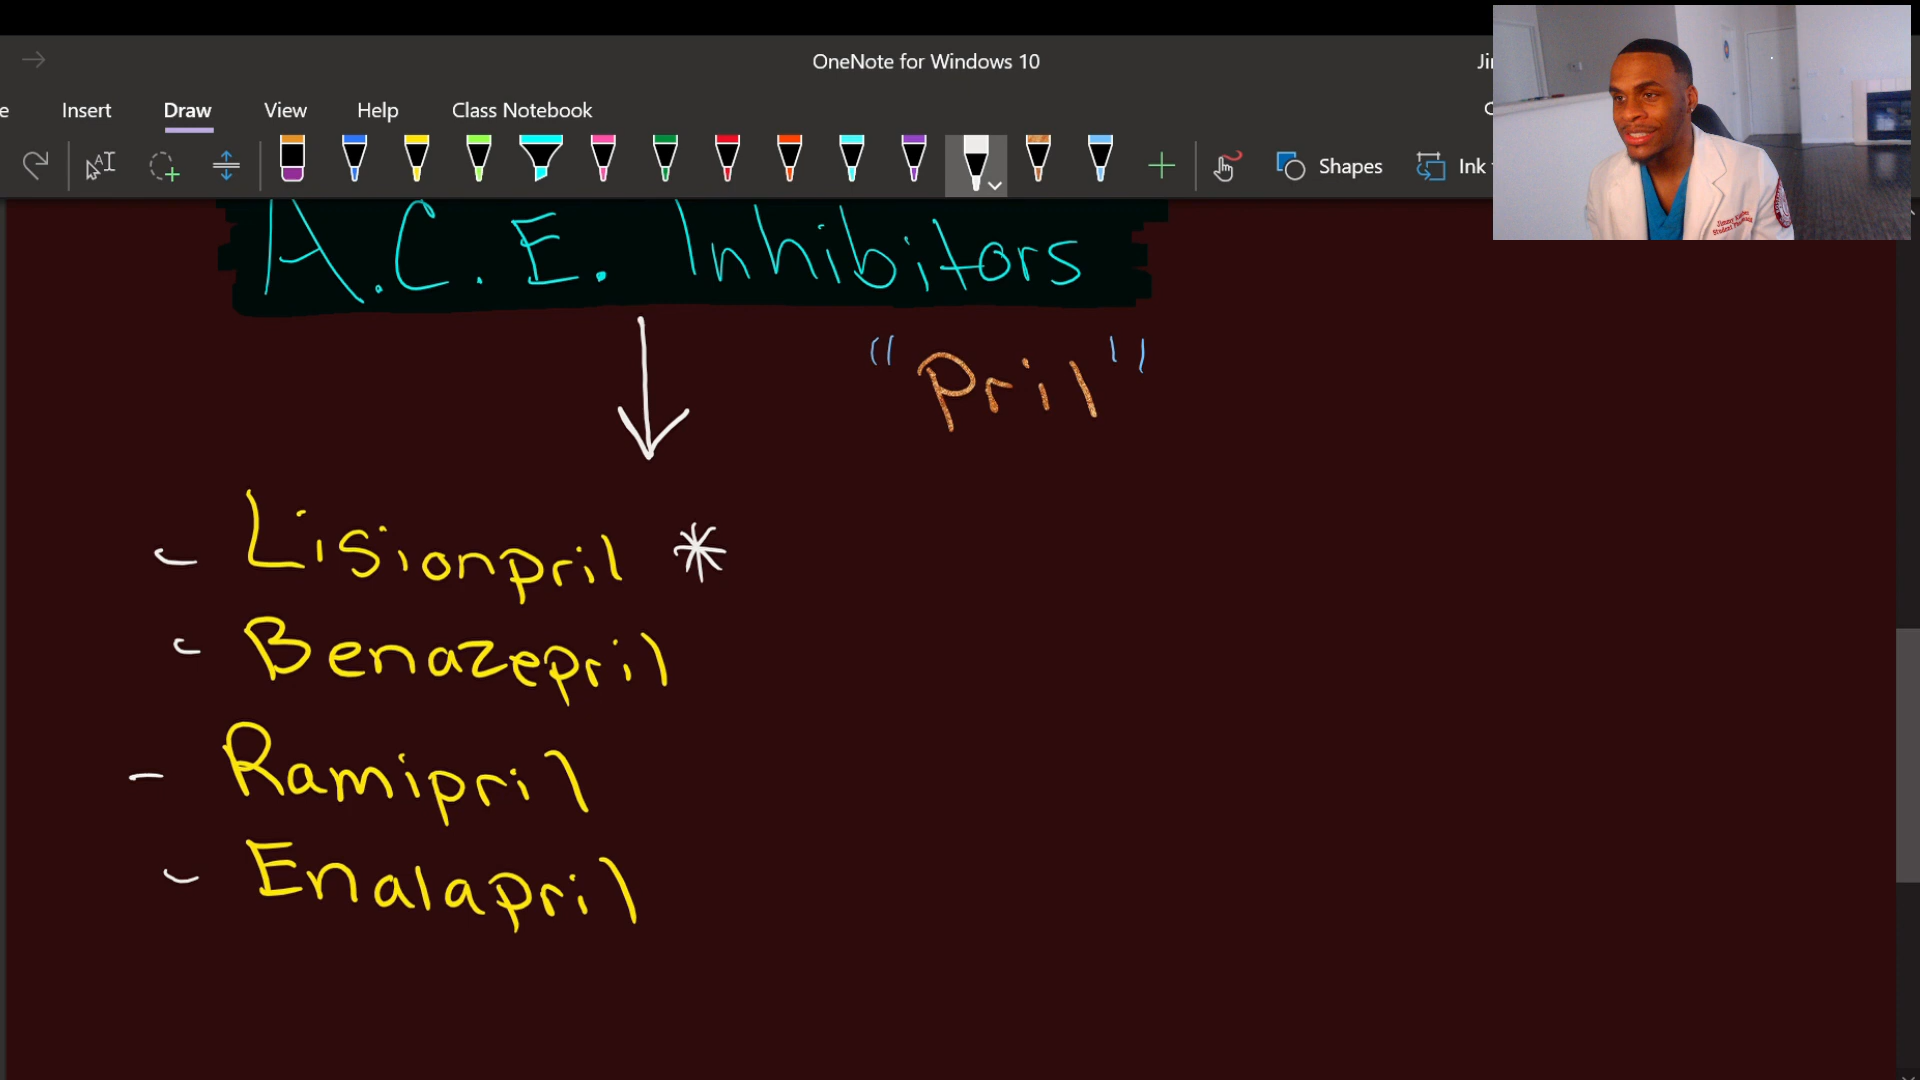 OneNote for Windows 10
Insert Draw View Help Class Notebook
Shapes Ink
A.C.E. Inhibitors
"Pril"
- Lisionpril *
- Benazepril
- Ramipril
- Enalapril